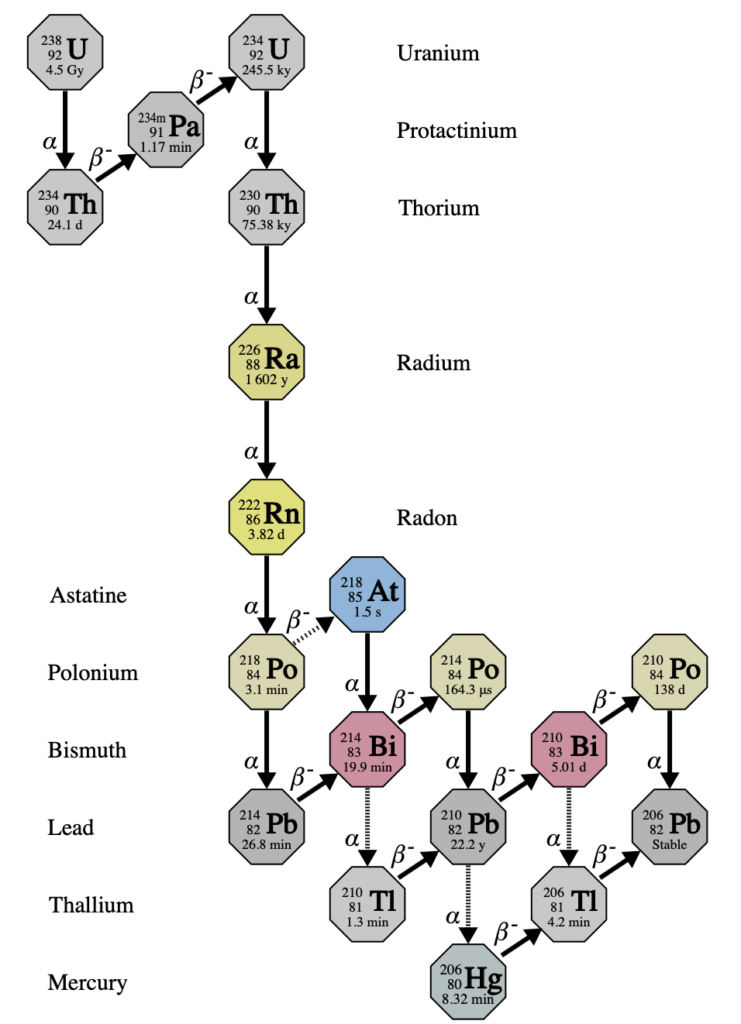 238
92 U
4.5 Gy
234
92 U
245.5 ky
Uranium
β-
234m
91 Pa
1.17 min
Protactinium
α
β-
α
234
90 Th
24.1 d
230
90 Th
75.38 ky
Thorium
α
226
88 Ra
1 602 y
Radium
α
222
86 Rn
3.82 d
Radon
Astatine
α
β-
218
85 At
1.5 s
Polonium
218
84 Po
3.1 min
α
β-
214
84 Po
164.3 µs
β-
210
84 Po
138 d
Bismuth
α
β-
214
83 Bi
19.9 min
α
β-
210
83 Bi
5.01 d
α
Lead
214
82 Pb
26.8 min
α
β-
210
82 Pb
22.2 y
α
β-
206
82 Pb
Stable
Thallium
210
81 Tl
1.3 min
α
β-
206
81 Tl
4.2 min
Mercury
206
80 Hg
8.32 min